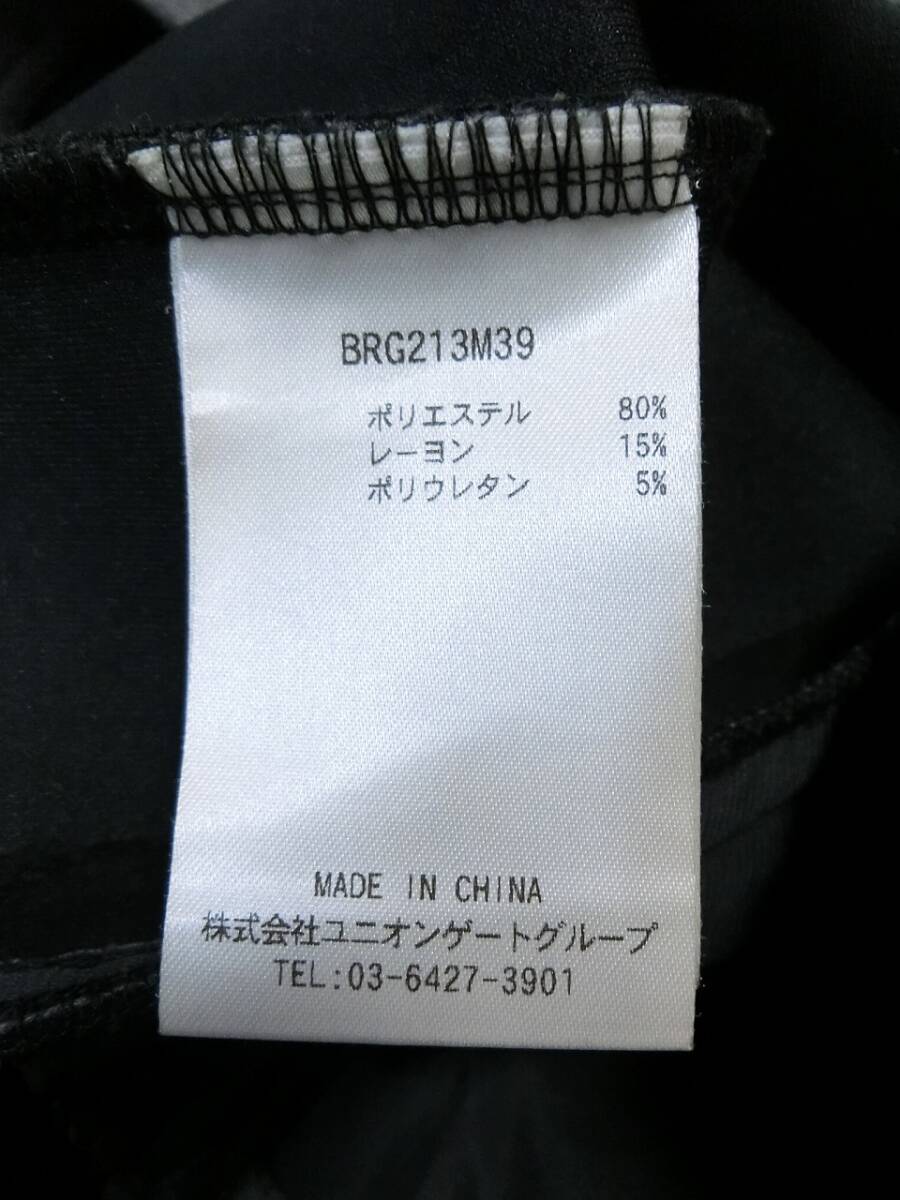 BRG213M39
ポリエステル 80%
レーヨン 15%
ポリウレタン 5%
MADE IN CHINA
株式会社ユニオンゲートグループ
TEL:03-6427-3901